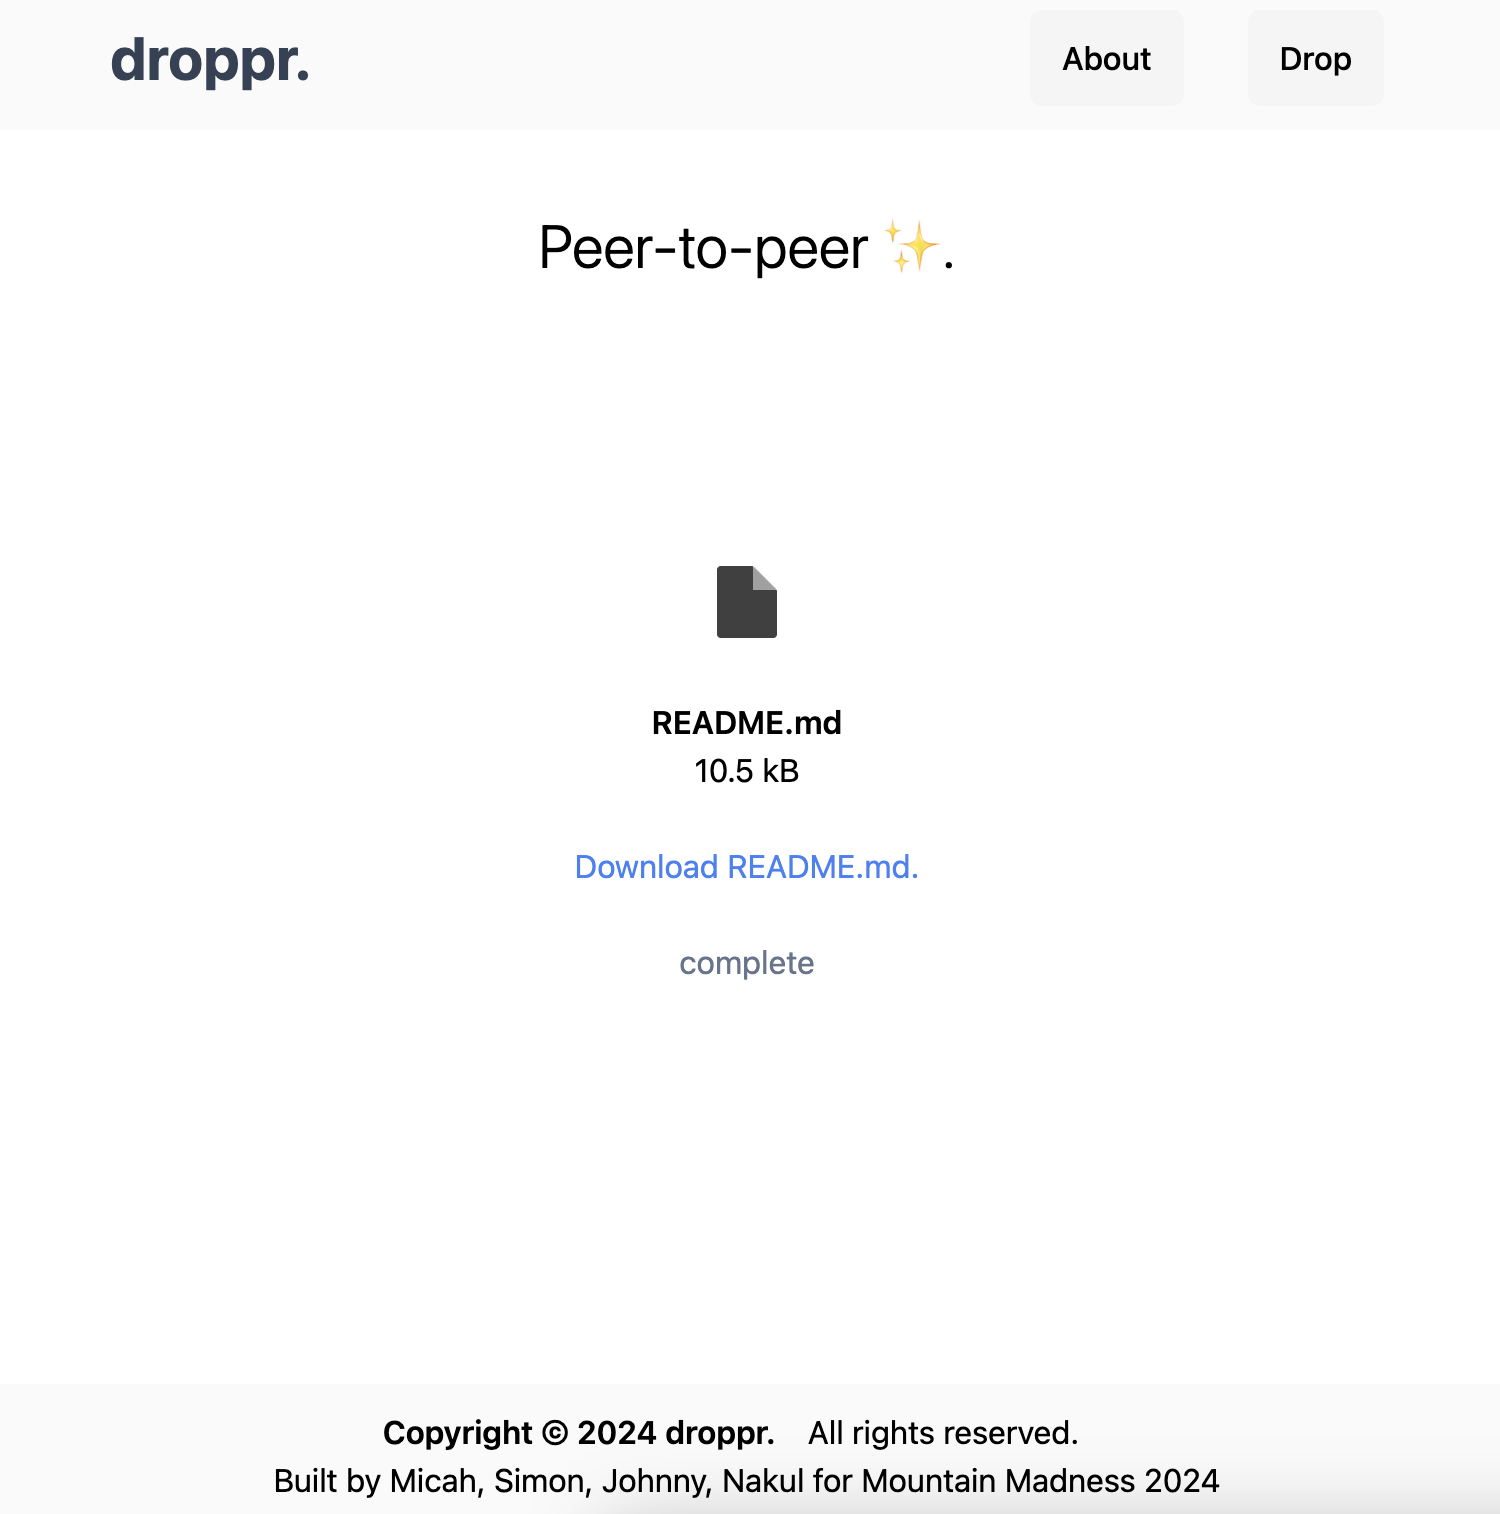 droppr.
About
Drop
Peer-to-peer ✨.
README.md
10.5 kB
Download README.md.
complete
Copyright © 2024 droppr. All rights reserved.
Built by Micah, Simon, Johnny, Nakul for Mountain Madness 2024